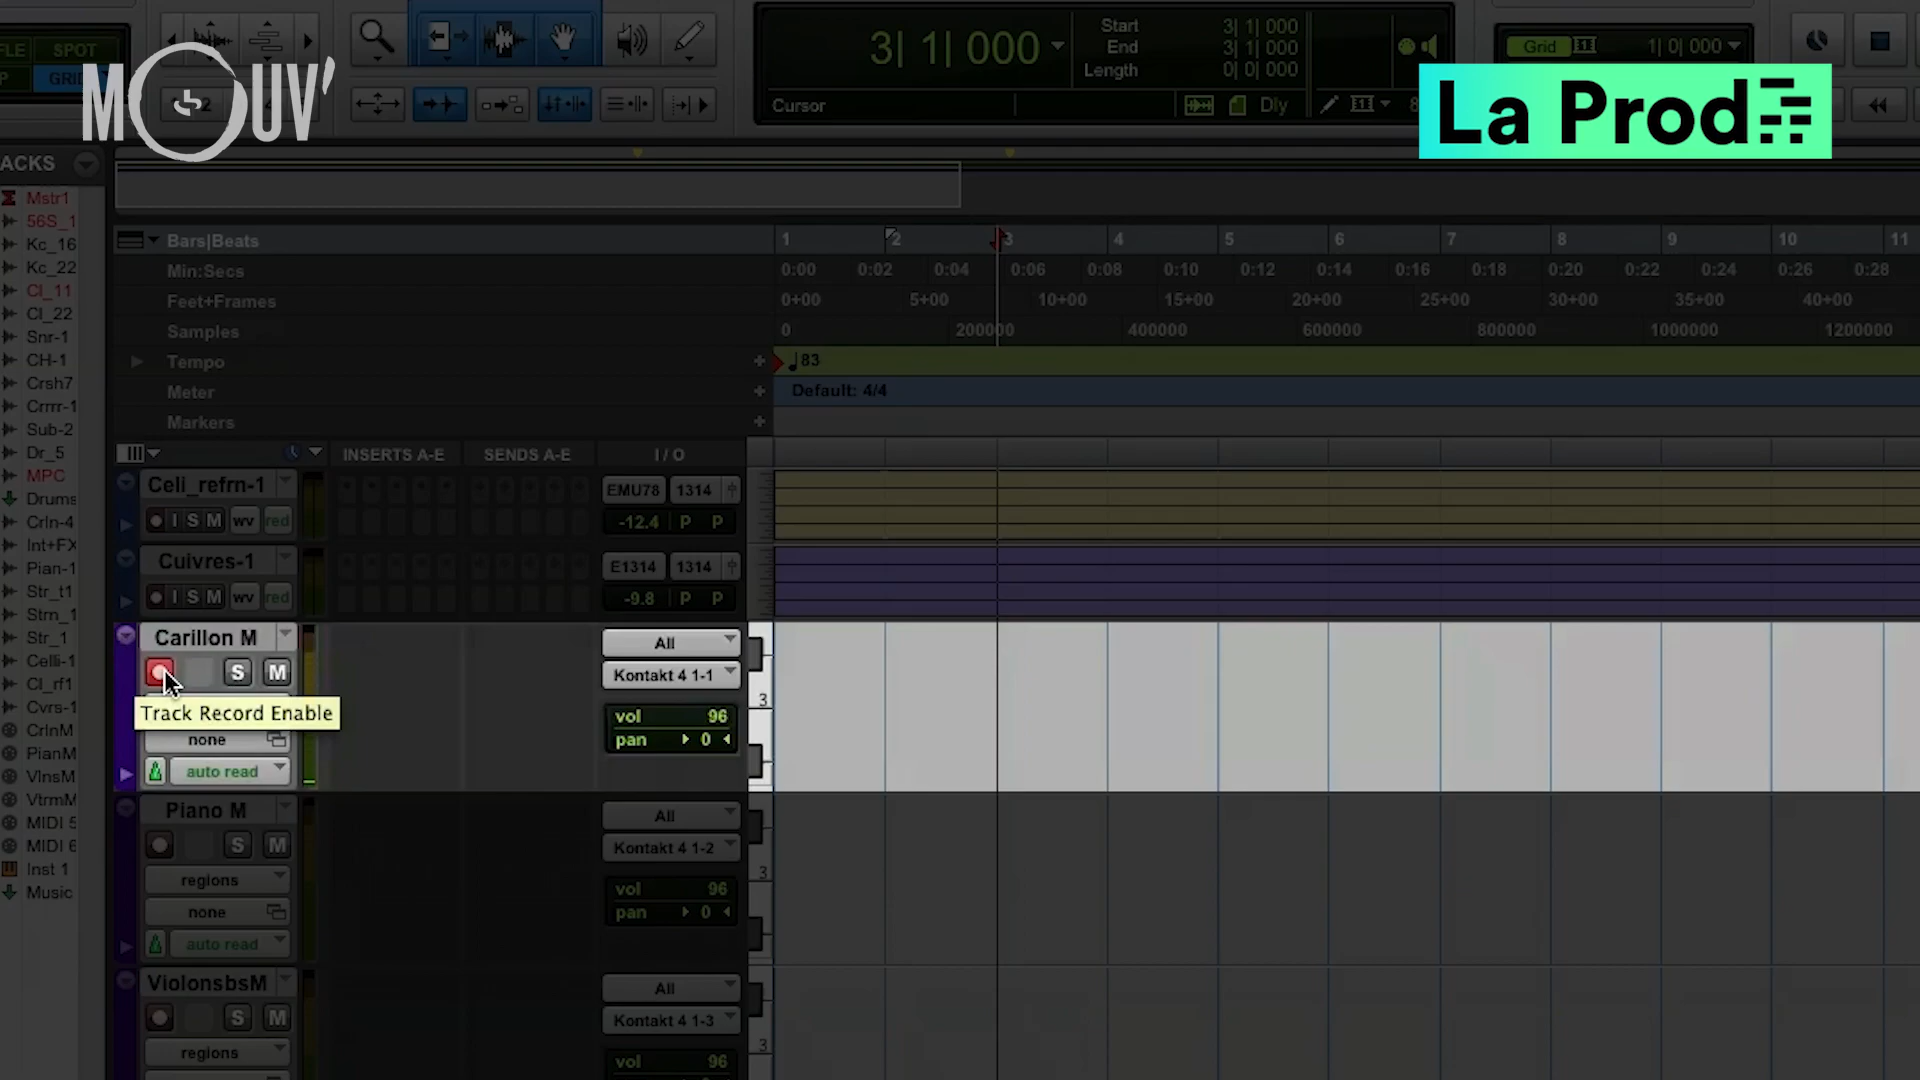 FLE SPOT
P GRID
MOUV'
3| 1| 000
Start 3| 1| 000
End 3| 1| 000
Length 0| 0| 000
Cursor
Dly
Grid 1| 0| 000
La Prod
ACKS
Mstr1
56S_1
Kc_16
Kc_22
Cl_11
Cl_22
Snr-1
CH-1
Crsh7
Crrrr-1
Sub-2
Dr_5
MPC
Drums
Crln-4
Int+FX
Pian-1
Str_t1
Strn_1
Str_1
Celli-1
Cl_rf1
Cvrs-1
CrlnM
PianM
VlnsM
VtrmM
MIDI 5
MIDI 6
Inst 1
Music
Bars|Beats 1 2 3 4 5 6 7 8 9 10 11
Min:Secs 0:00 0:02 0:04 0:06 0:08 0:10 0:12 0:14 0:16 0:18 0:20 0:22 0:24 0:26 0:28
Feet+Frames 0+00 5+00 10+00 15+00 20+00 25+00 30+00 35+00 40+00
Samples 0 200000 400000 600000 800000 1000000 1200000
Tempo + 83
Meter + Default: 4/4
Markers +
INSERTS A-E SENDS A-E I / O
Celi_refrn-1 EMU78 1314
I S M wv red -12.4 P P
Cuivres-1 E1314 1314
I S M wv red -9.8 P P
Carillon M All
S M Kontakt 4 1-1
3
Track Record Enable vol 96
none pan 0
auto read
Piano M All
S M Kontakt 4 1-2
3
regions vol 96
none pan 0
auto read
ViolonsbsM All
S M Kontakt 4 1-3
3
regions vol 96